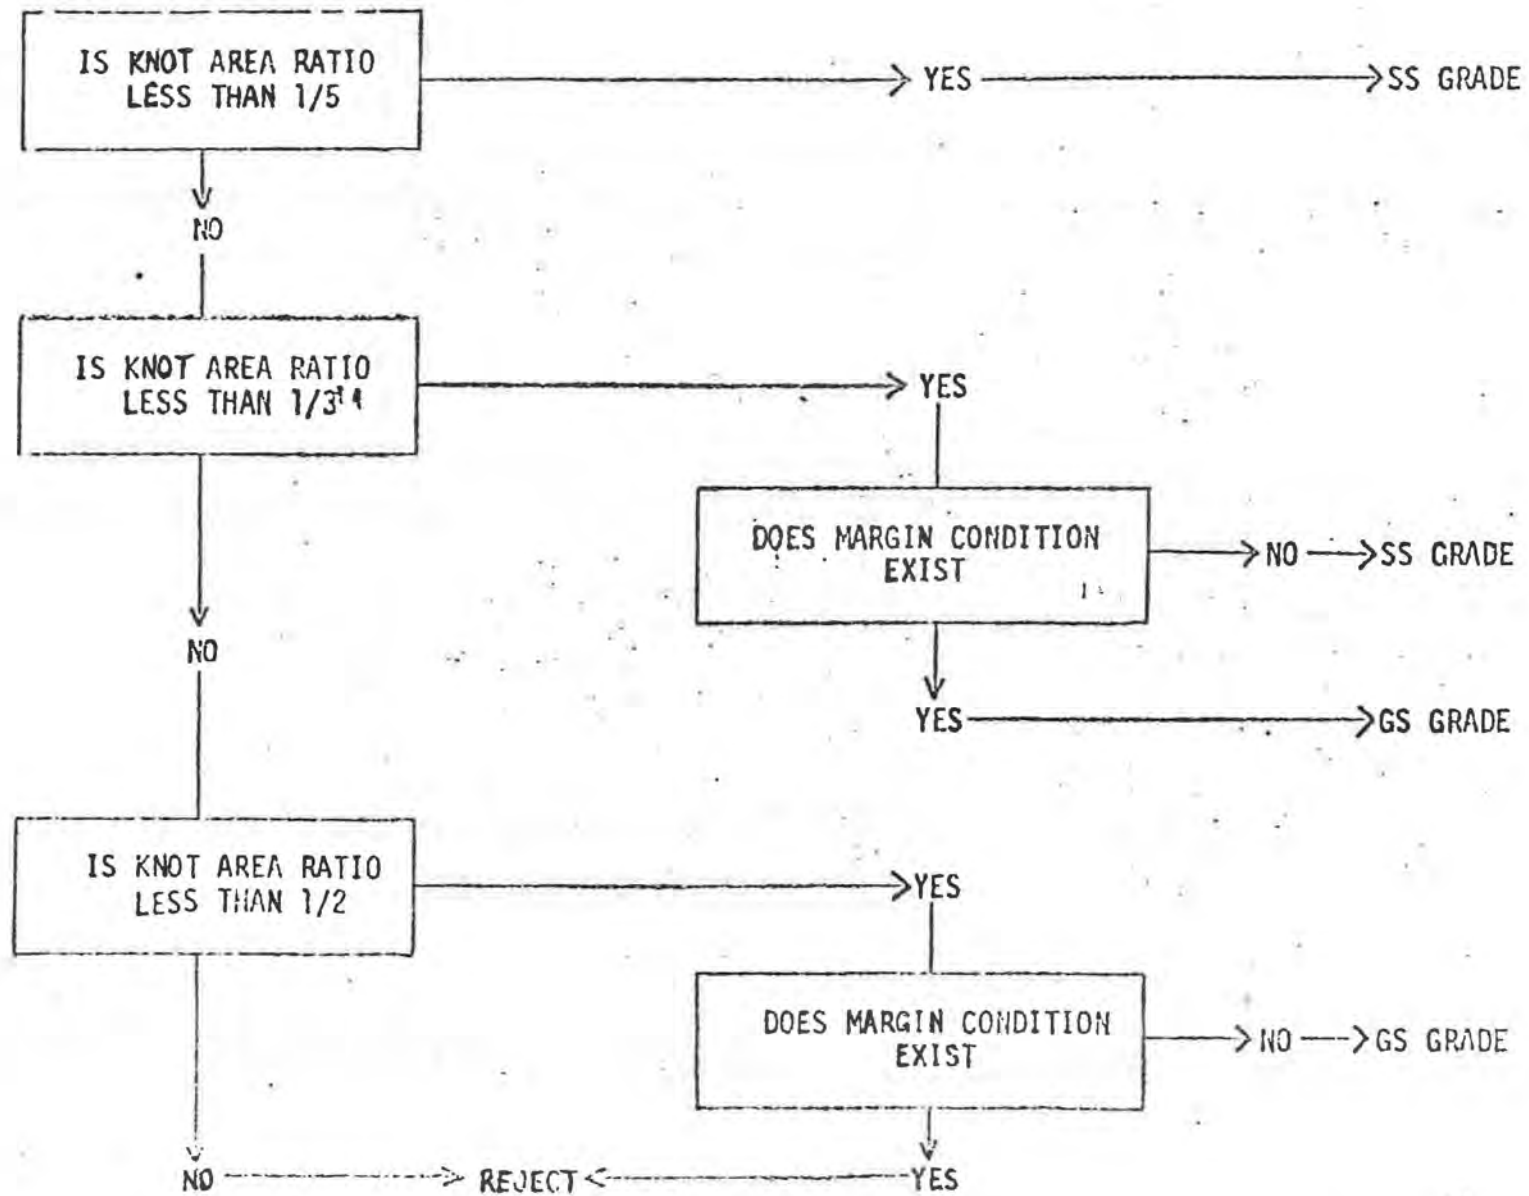 IS KNOT AREA RATIO
LESS THAN 1/5
YES
SS GRADE
NO
IS KNOT AREA RATIO
LESS THAN 1/3
YES
DOES MARGIN CONDITION
EXIST
NO
SS GRADE
NO
YES
GS GRADE
IS KNOT AREA RATIO
LESS THAN 1/2
YES
DOES MARGIN CONDITION
EXIST
NO
GS GRADE
NO
REJECT
YES